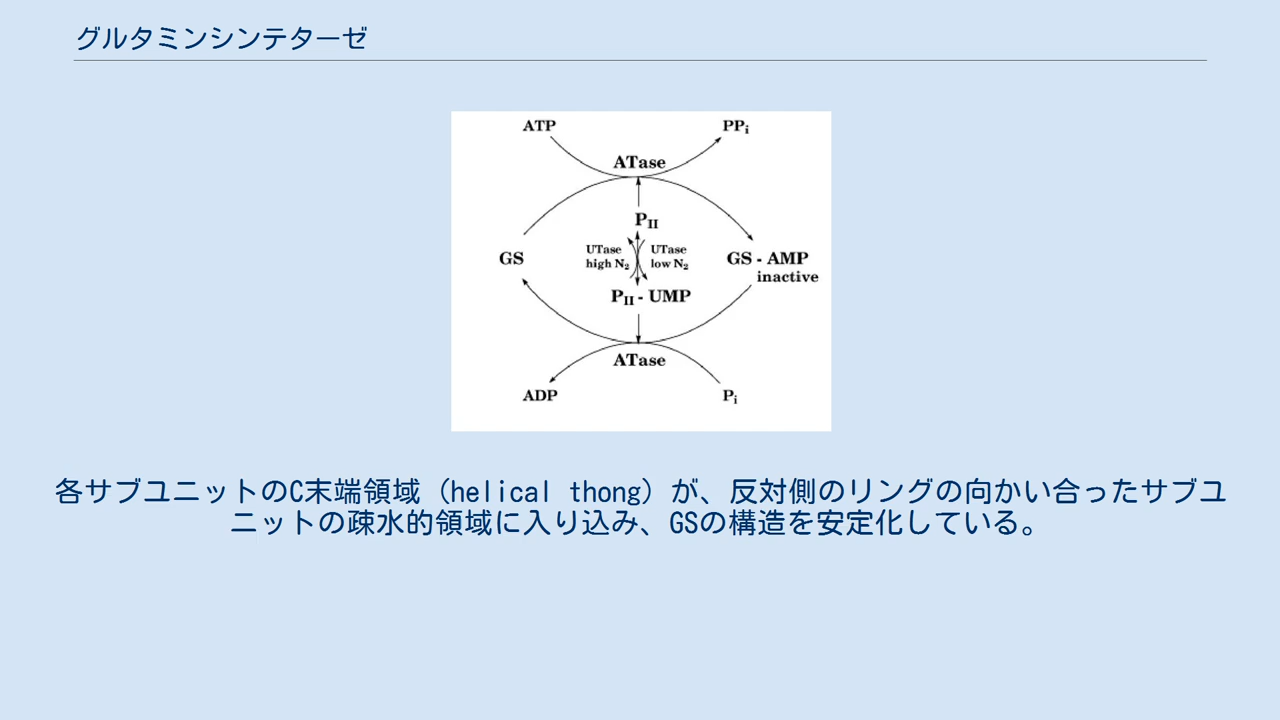 グルタミンシンテターゼ
ATP
PPi
ATase
PII
UTase high N2
UTase low N2
GS
GS - AMP
inactive
PII - UMP
ATase
ADP
Pi
各サブユニットのC末端領域（helical thong）が、反対側のリングの向かい合ったサブユ
ニットの疎水的領域に入り込み、GSの構造を安定化している。